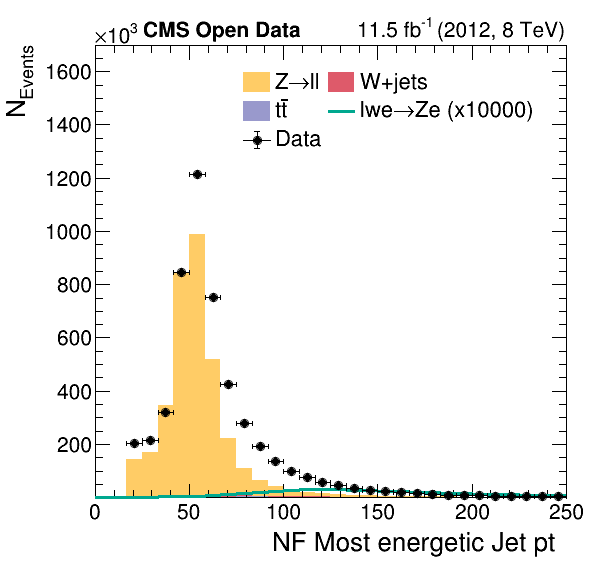 ×10³ CMS Open Data 11.5 fb⁻¹ (2012, 8 TeV)
N_Events
1600
1400
1200
1000
800
600
400
200
Z→ll W+jets
tt̄ lwe→Ze (x10000)
Data
0 50 100 150 200 250
NF Most energetic Jet pt